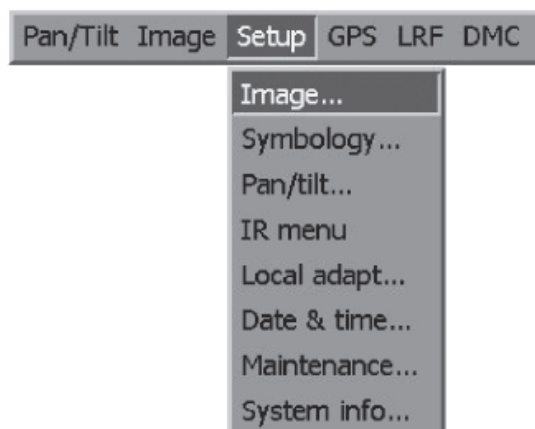 Pan/Tilt Image Setup GPS LRF DMC
Image...
Symbology...
Pan/tilt...
IR menu
Local adapt...
Date & time...
Maintenance...
System info...